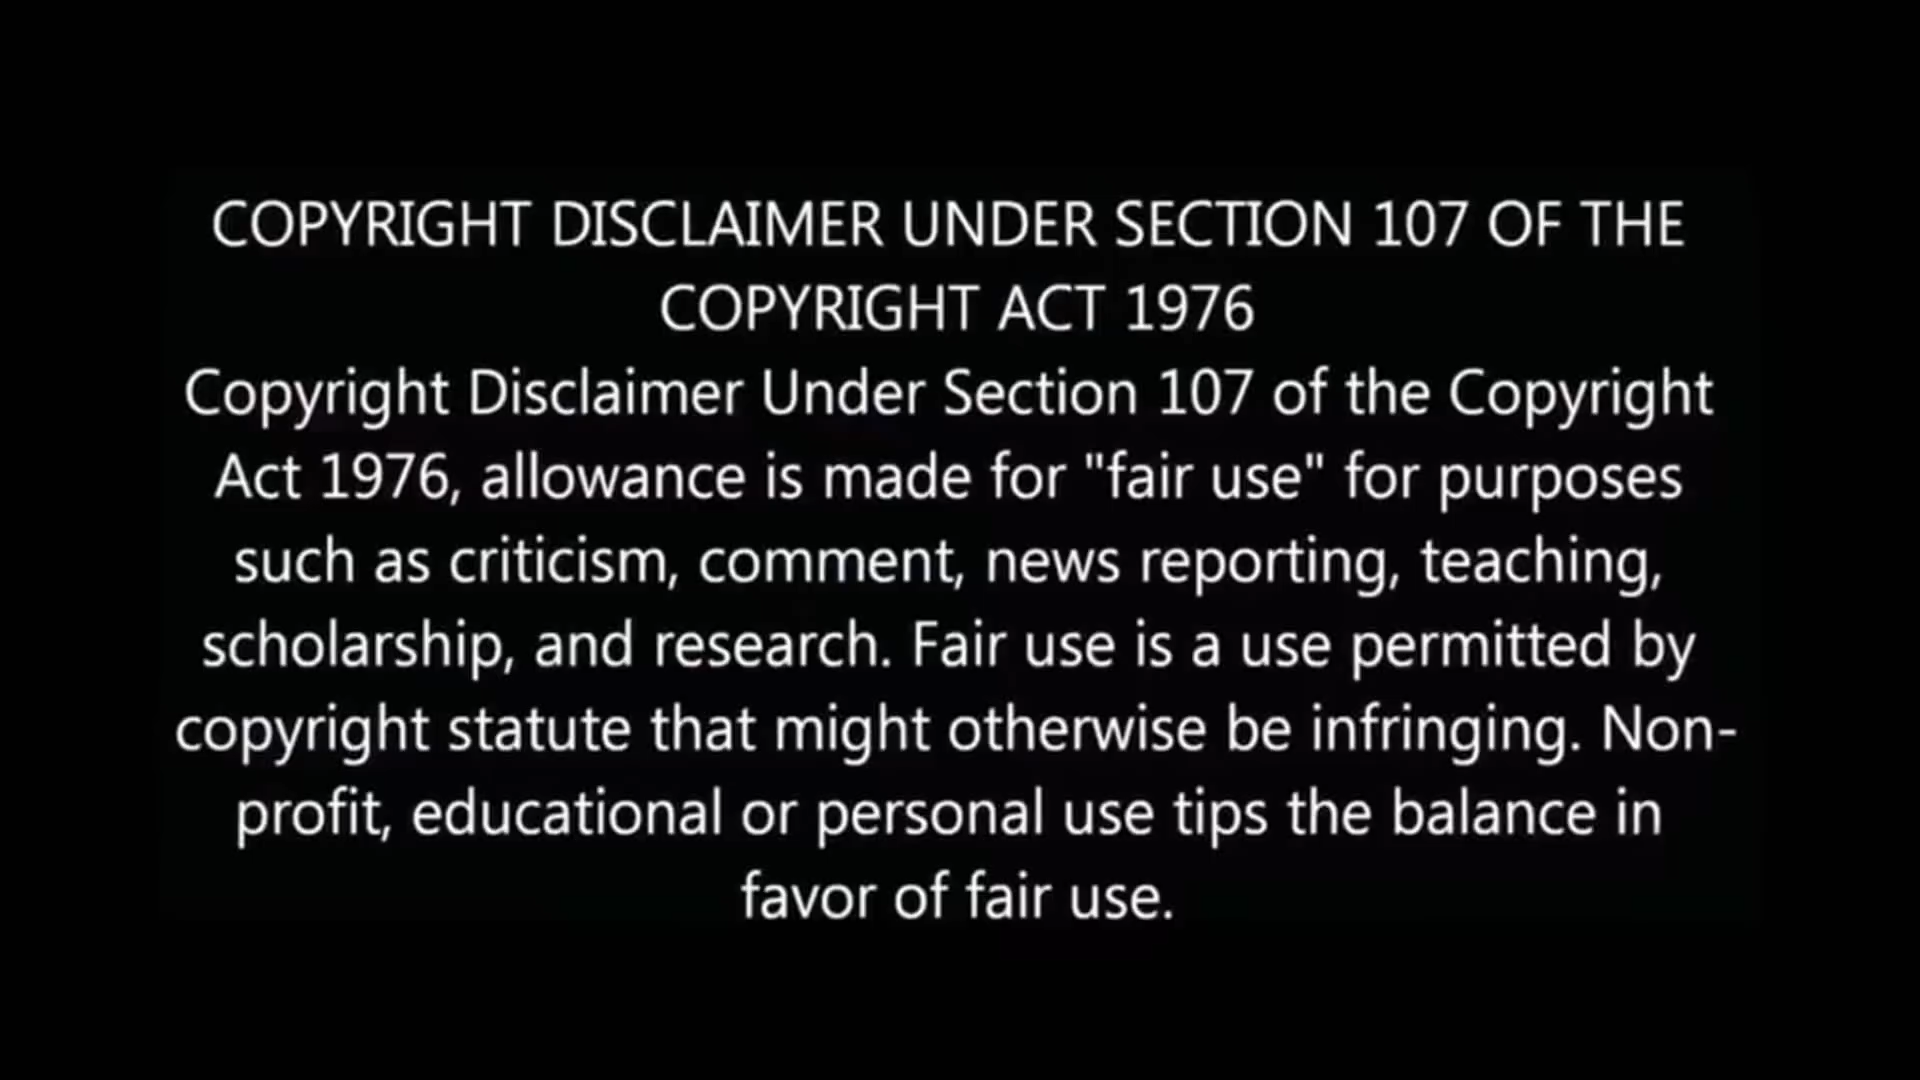 COPYRIGHT DISCLAIMER UNDER SECTION 107 OF THE
COPYRIGHT ACT 1976
Copyright Disclaimer Under Section 107 of the Copyright
Act 1976, allowance is made for "fair use" for purposes
such as criticism, comment, news reporting, teaching,
scholarship, and research. Fair use is a use permitted by
copyright statute that might otherwise be infringing. Non-
profit, educational or personal use tips the balance in
favor of fair use.